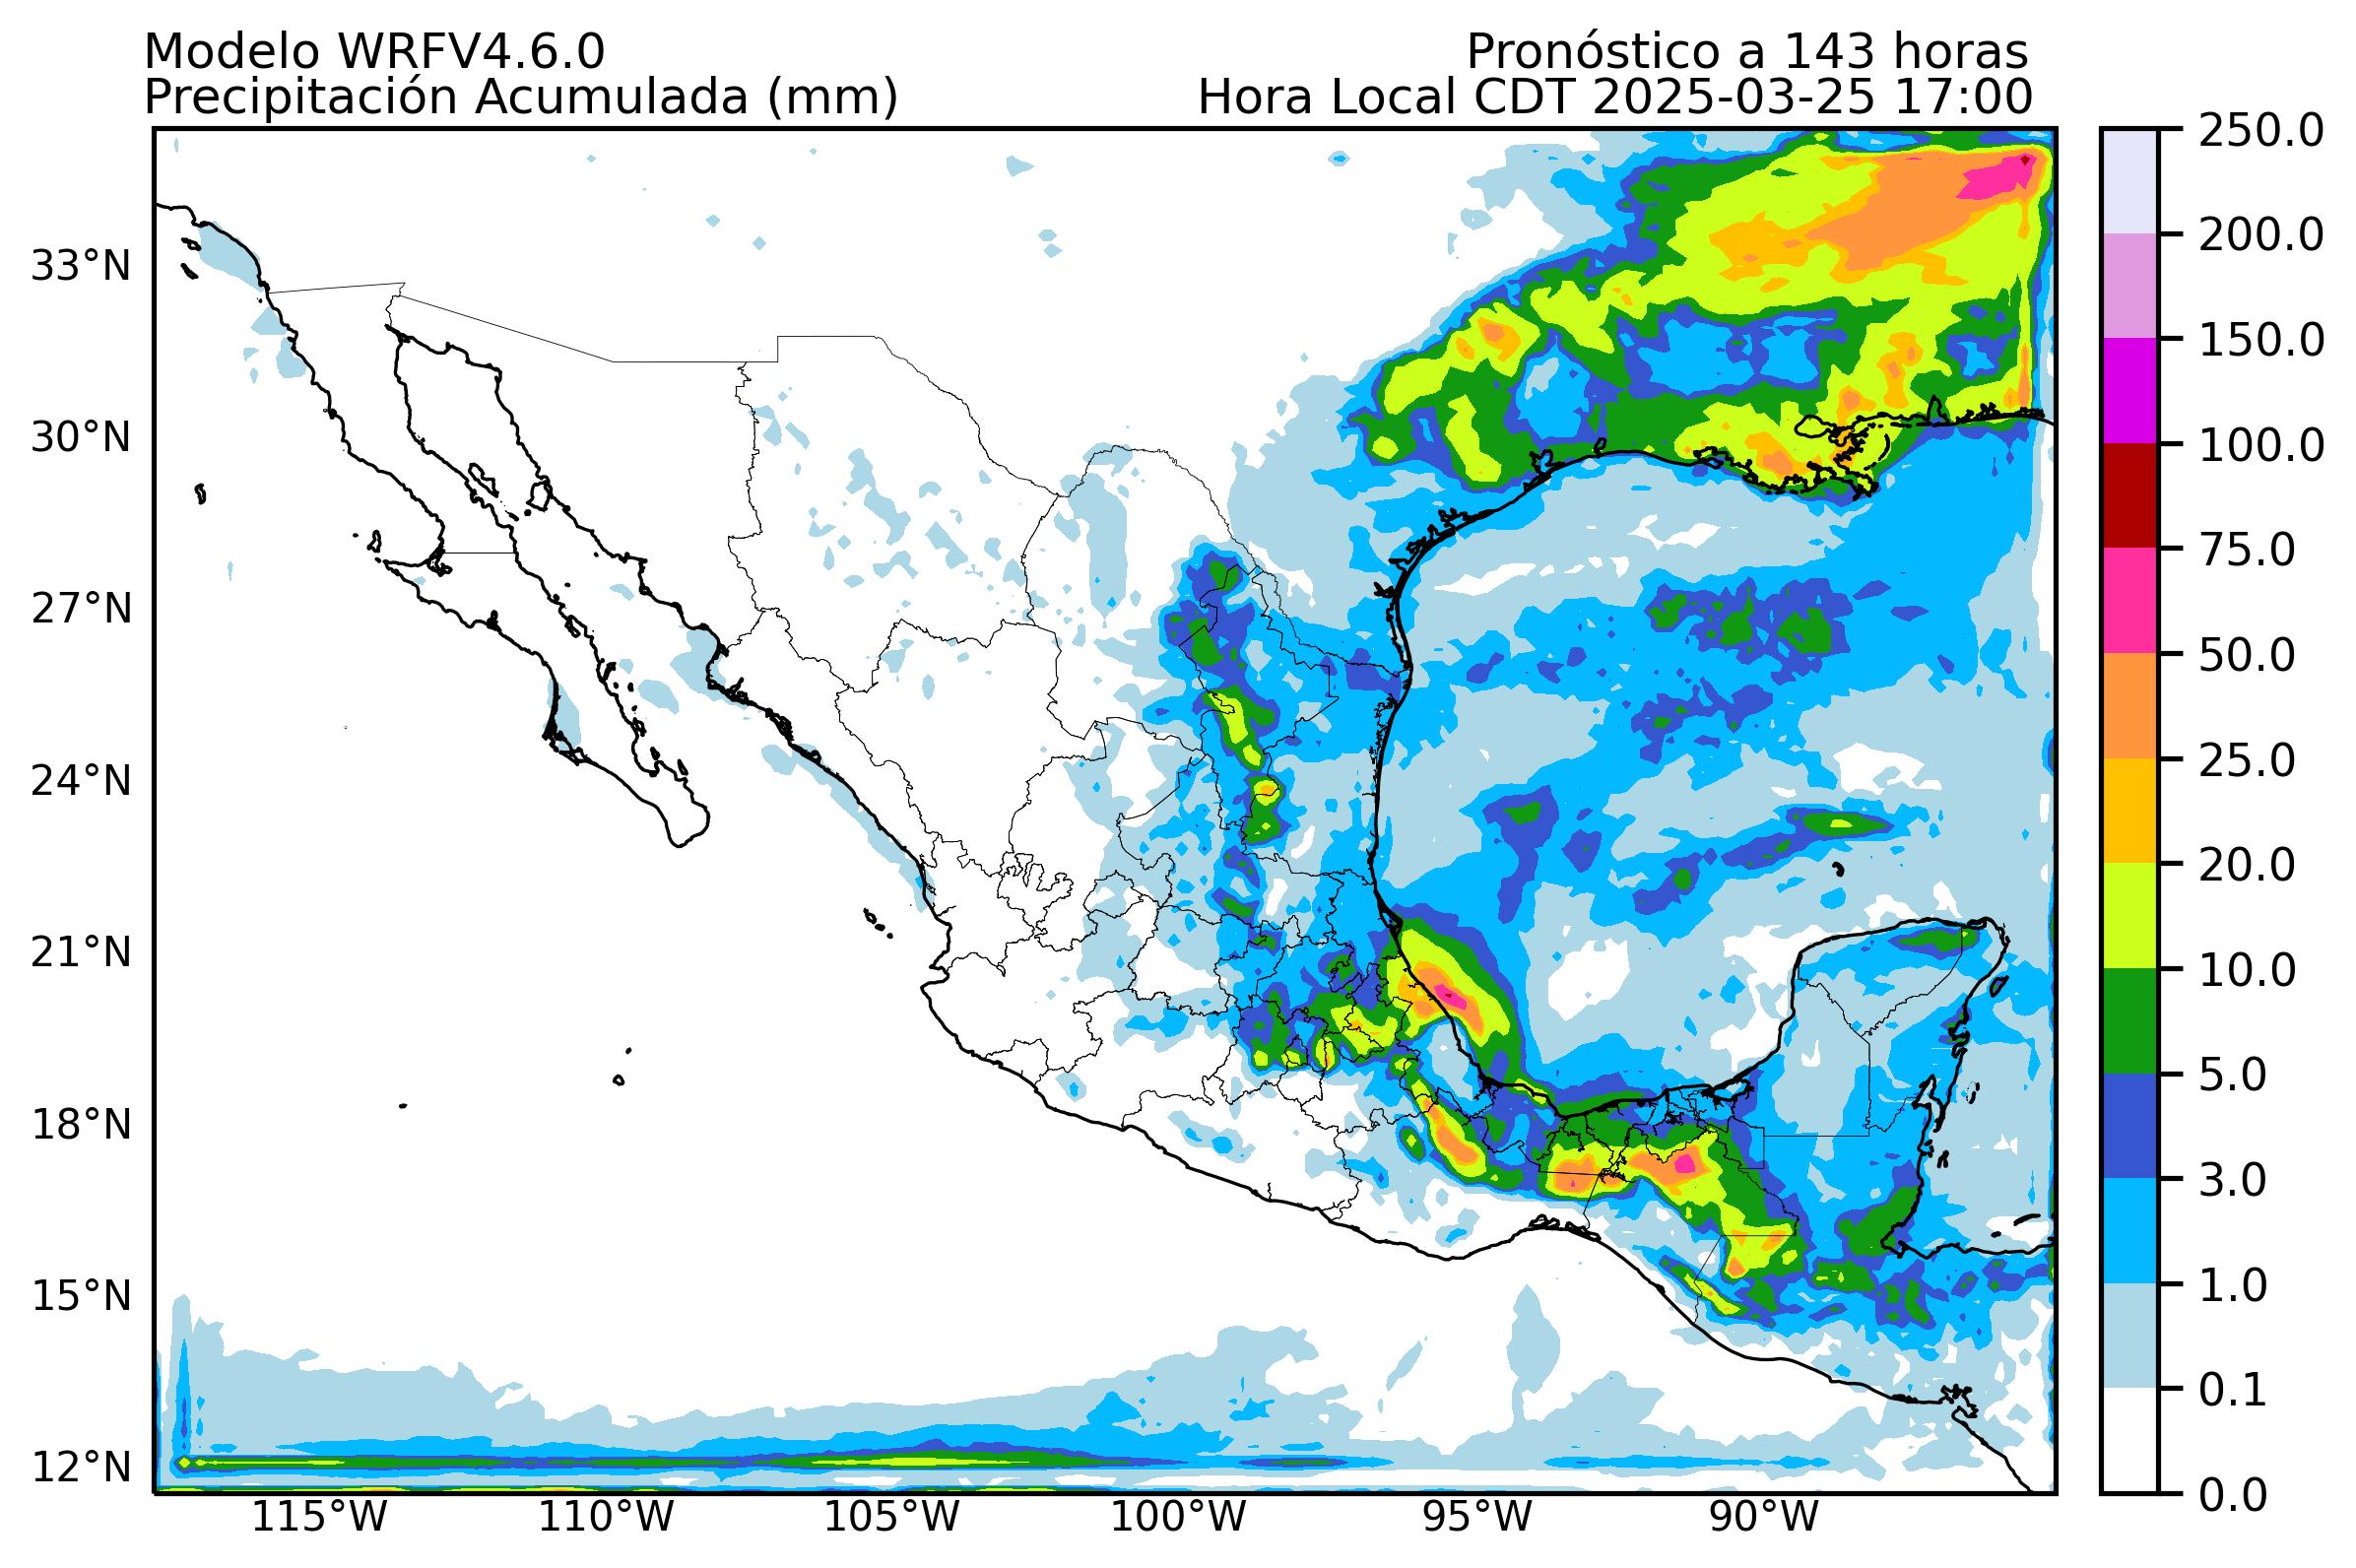 Modelo WRFV4.6.0
Pronóstico a 143 horas
Precipitación Acumulada (mm)
Hora Local CDT 2025-03-25 17:00
33°N
30°N
27°N
24°N
21°N
18°N
15°N
12°N
115°W
110°W
105°W
100°W
95°W
90°W
250.0
200.0
150.0
100.0
75.0
50.0
25.0
20.0
10.0
5.0
3.0
1.0
0.1
0.0